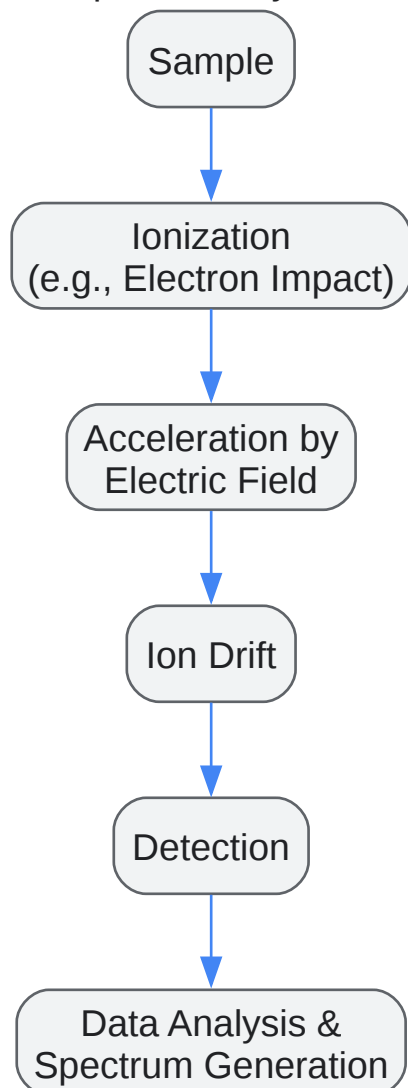 Sample
Ionization
(e.g., Electron Impact)
Acceleration by
Electric Field
Ion Drift
Detection
Data Analysis &
Spectrum Generation